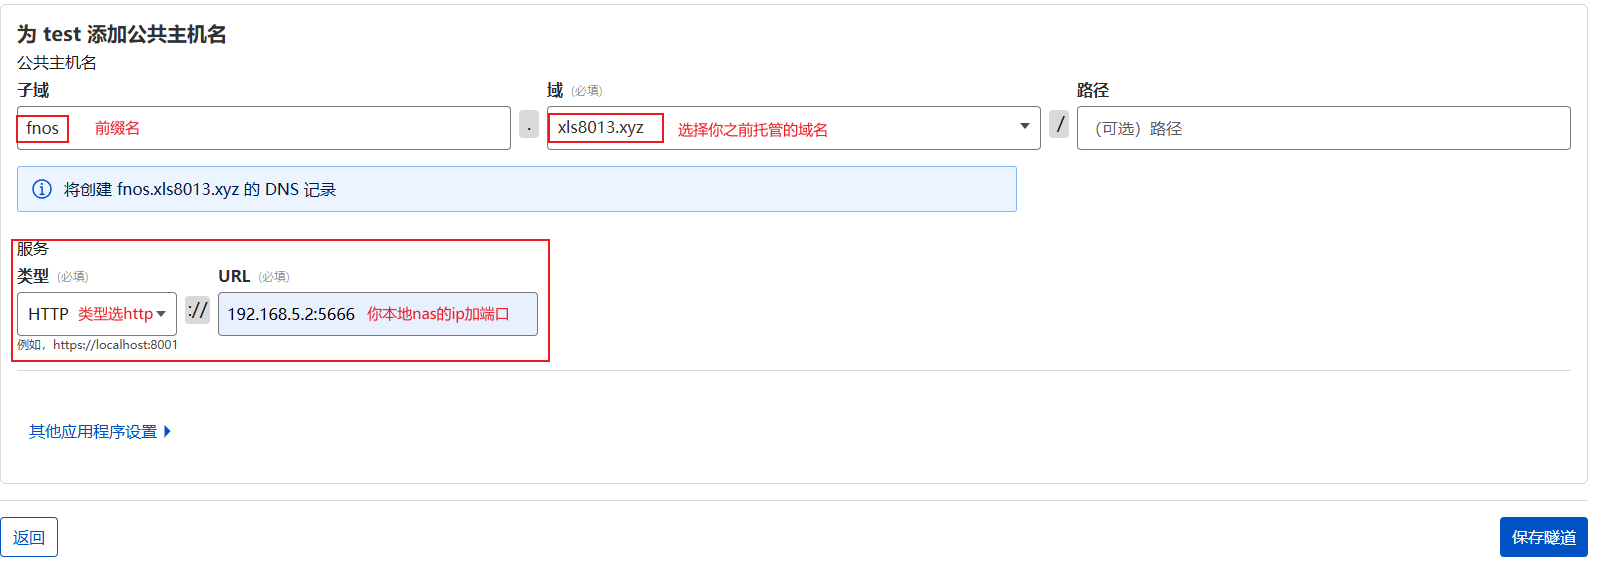 为 test 添加公共主机名
公共主机名
子域 域 (必填) 路径
fnos 前缀名 . xls8013.xyz 选择你之前托管的域名 / （可选）路径
将创建 fnos.xls8013.xyz 的 DNS 记录
服务
类型 (必填) URL (必填)
HTTP 类型选http :// 192.168.5.2:5666 你本地nas的ip加端口
例如，https://localhost:8001
其他应用程序设置
返回 保存隧道